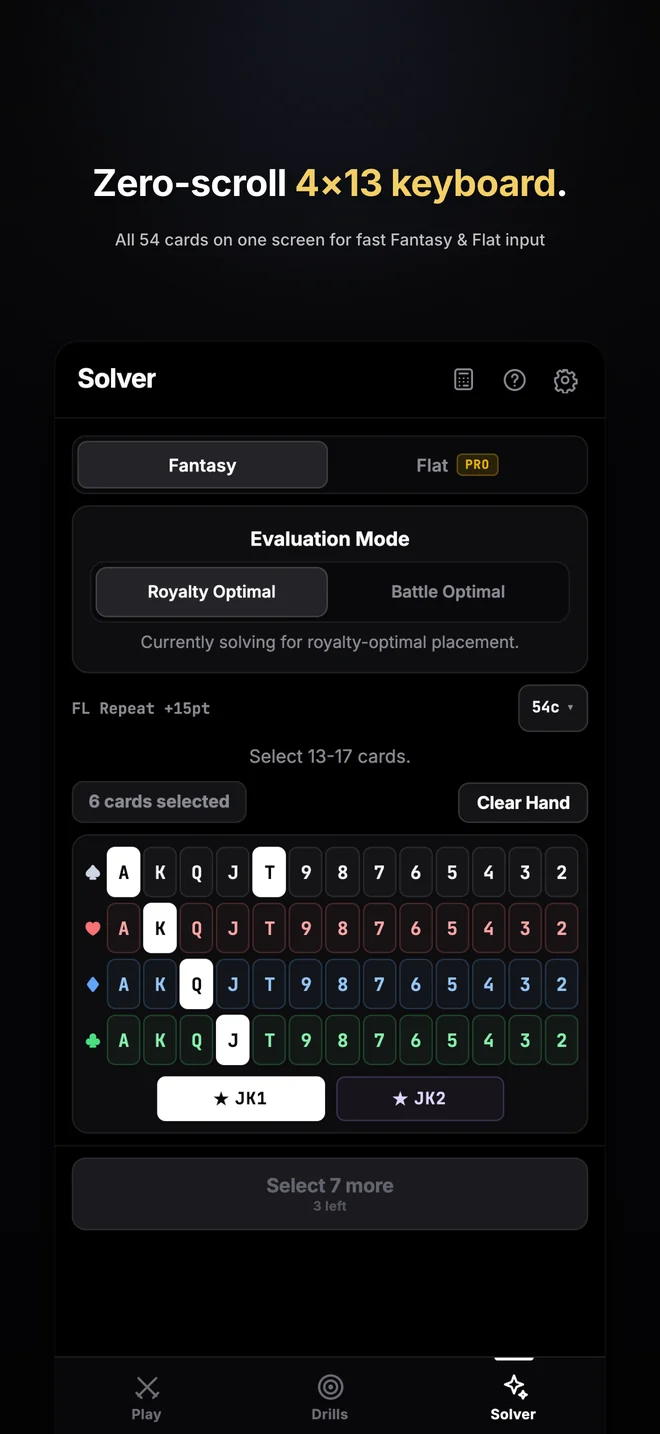 Zero-scroll 4×13 keyboard.
All 54 cards on one screen for fast Fantasy & Flat input
Solver
Fantasy
Flat PRO
Evaluation Mode
Royalty Optimal
Battle Optimal
Currently solving for royalty-optimal placement.
FL Repeat +15pt
54c ▾
Select 13-17 cards.
6 cards selected
Clear Hand
♠ A K Q J T 9 8 7 6 5 4 3 2
♥ A K Q J T 9 8 7 6 5 4 3 2
♦ A K Q J T 9 8 7 6 5 4 3 2
♣ A K Q J T 9 8 7 6 5 4 3 2
★ JK1
★ JK2
Select 7 more
3 left
Play
Drills
Solver